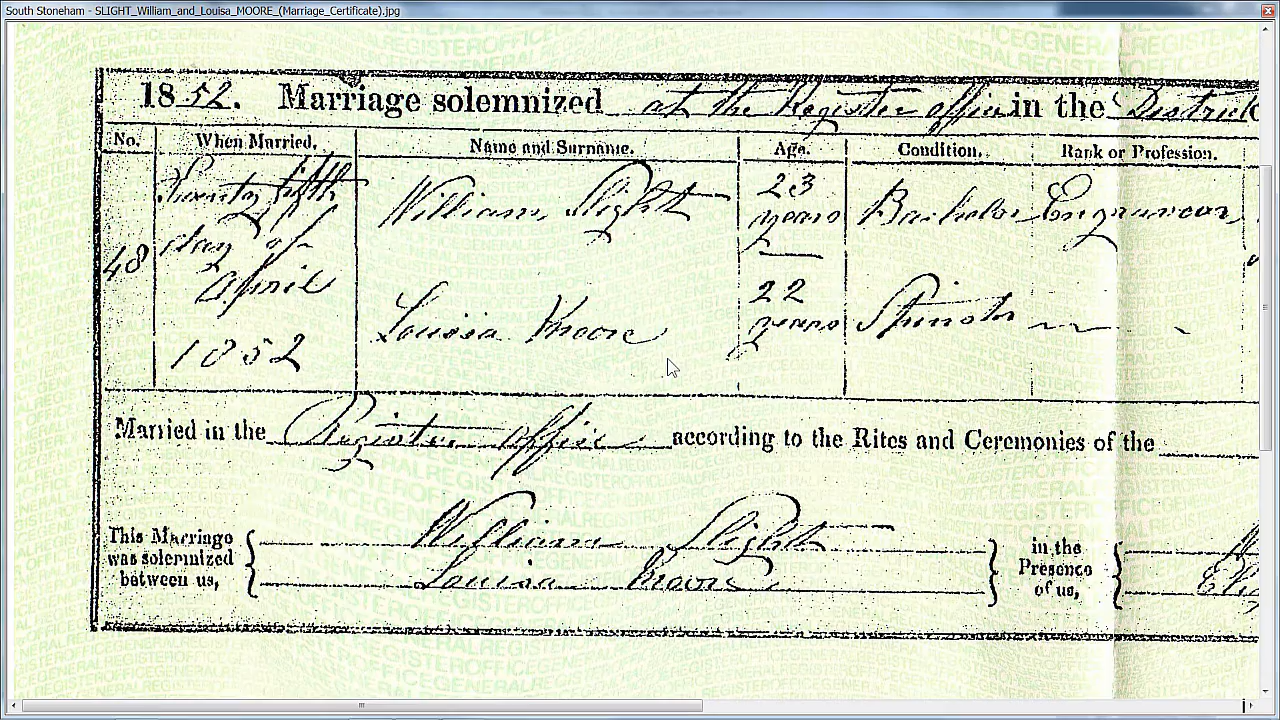 South Stoneham - SLIGHT_William_and_Louisa_MOORE_(Marriage_Certificate).jpg
1852. Marriage solemnized at the Register office in the District
No. When Married. Name and Surname. Age. Condition. Rank or Profession.
48 Twenty fifth day of April 1852
William Slight 23 years Bachelor
Louisa Moore 22 years Spinster
Married in the Register office according to the Rites and Ceremonies of the
This Marriage was solemnized between us, William Slight Louisa Moore in the Presence of us,
GENERALREGISTEROFFICE